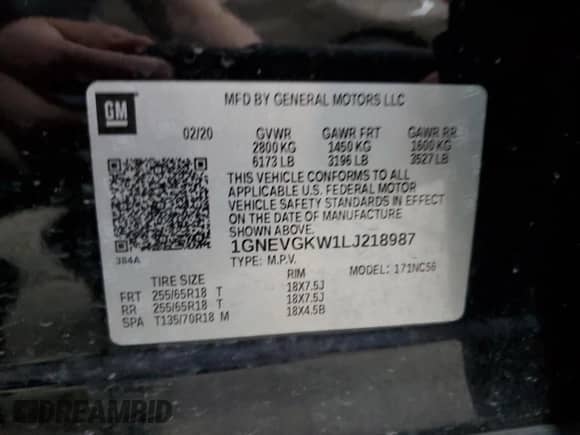 GM
MFD BY GENERAL MOTORS LLC
02/20 GVWR GAWR FRT GAWR RR
2800 KG 1450 KG 1600 KG
6173 LB 3196 LB 3527 LB
THIS VEHICLE CONFORMS TO ALL
APPLICABLE U.S. FEDERAL MOTOR
VEHICLE SAFETY STANDARDS IN EFFECT
ON THE DATE OF MANUFACTURE
SHOWN ABOVE.
1GNEVGKW1LJ218987
384A
TYPE: M.P.V. MODEL: 171NC56
TIRE SIZE RIM
FRT 255/65R18 T 18X7.5J
RR 255/65R18 T 18X7.5J
SPA T135/70R18 M 18X4.5B
DREAMRID